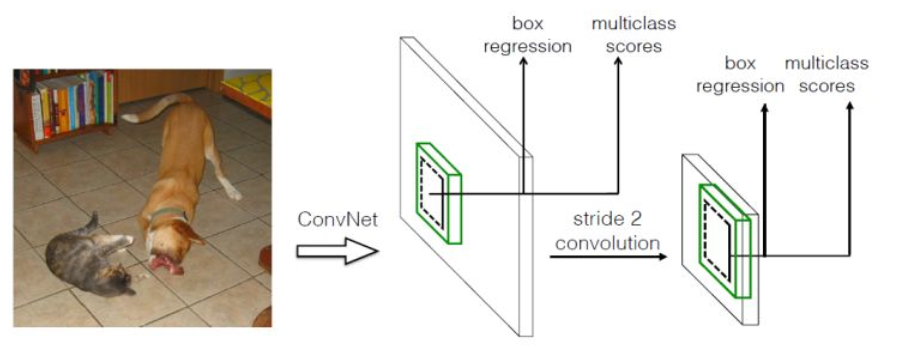 box
regression
multiclass
scores
box
regression
multiclass
scores
ConvNet
stride 2
convolution